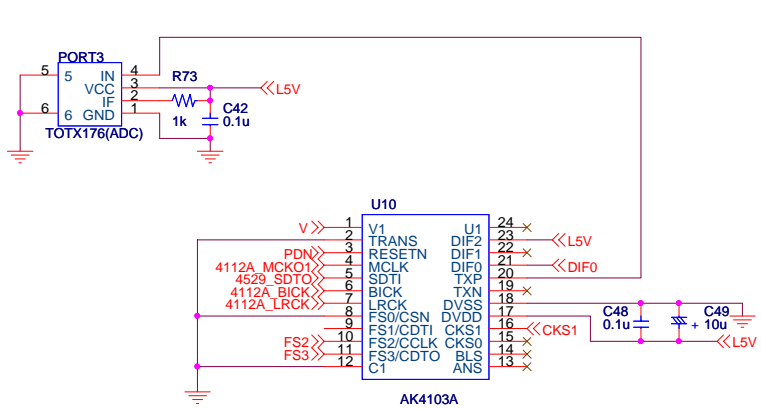 PORT3
5 5 IN 4
VCC 3
IF 2
6 6 GND 1
TOTX176(ADC)
R73
1k
L5V
C42
0.1u
U10
V 1 V1 U1 24
2 TRANS DIF2 23 L5V
PDN 3 RESETN DIF1 22
4112A_MCKO1 4 MCLK DIF0 21 DIF0
4529_SDTO 5 SDTI TXP 20
4112A_BICK 6 BICK TXN 19
4112A_LRCK 7 LRCK DVSS 18
8 FS0/CSN DVDD 17
9 FS1/CDTI CKS1 16 CKS1
FS2 10 FS2/CCLK CKS0 15
FS3 11 FS3/CDTO BLS 14
12 C1 ANS 13
C48
0.1u
C49
+ 10u
L5V
AK4103A